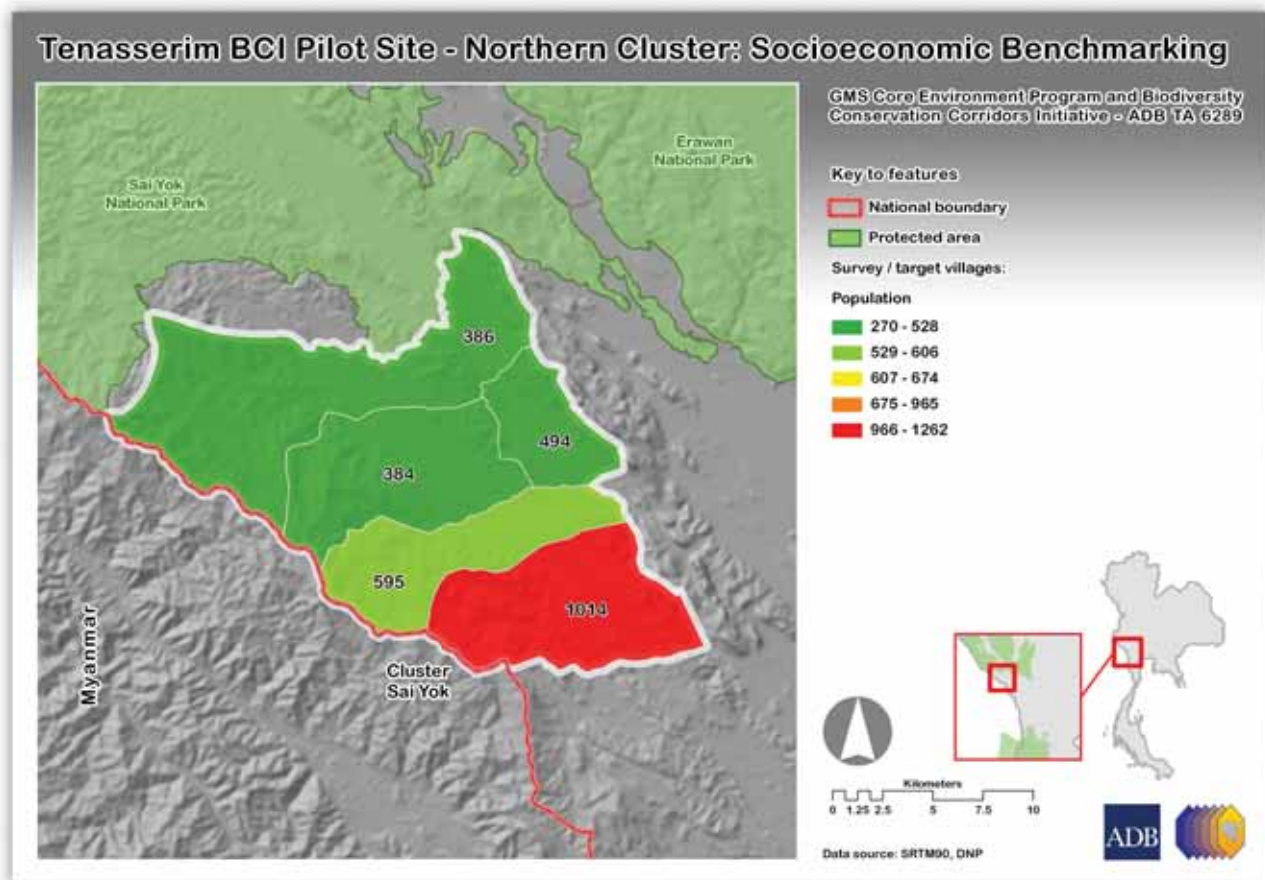 Tenasserim BCI Pilot Site - Northern Cluster: Socioeconomic Benchmarking
GMS Core Environment Program and Biodiversity
Conservation Corridors Initiative - ADB TA 6289
Erawan
National Park
Sai Yok
National Park
Key to features
National boundary
Protected area
Survey / target villages:
Population
270 - 528
529 - 606
607 - 674
675 - 965
966 - 1262
386
494
384
595
1014
Myanmar
Cluster
Sai Yok
Kilometers
0 1.25 2.5 5 7.5 10
Data source: SRTM90, DNP
ADB